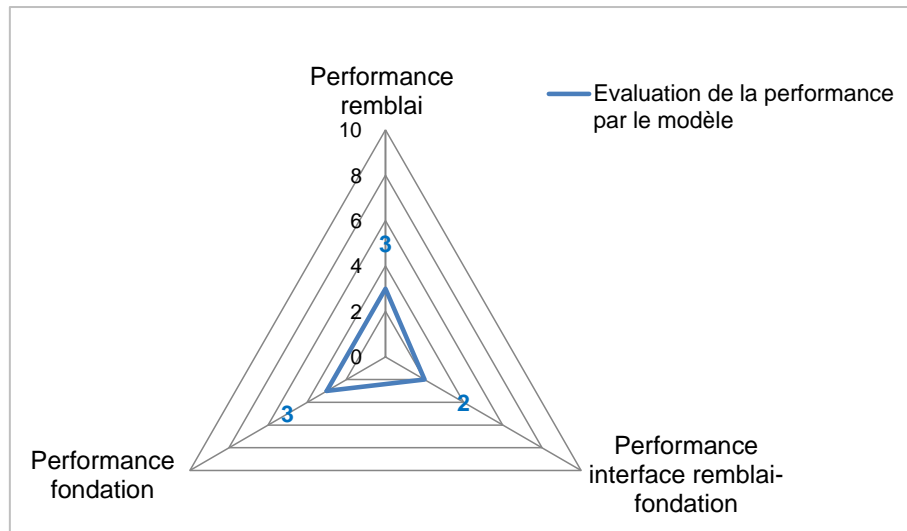 Performance
remblai
Evaluation de la performance
par le modèle
10
8
6
3
4
2
0
2
3
Performance
fondation
Performance
interface remblai-
fondation